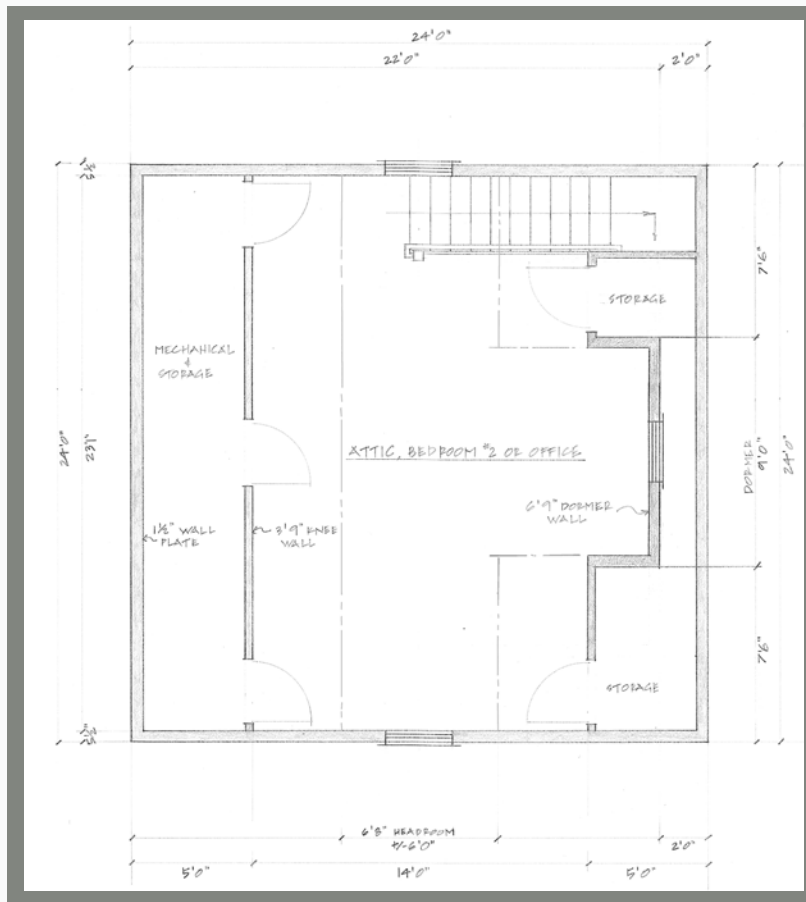 24'0"
22'0"
2'0"
7'6"
STORAGE
MECHANICAL
&
STORAGE
24'0"
23'1"
ATTIC, BEDROOM #2 OR OFFICE
DORMER
9'0"
24'0"
6'9" DORMER
WALL
1½" WALL
PLATE
3'9" KNEE
WALL
7'6"
STORAGE
6'8" HEADROOM
+/-6'0"
2'0"
5'0"
14'0"
5'0"